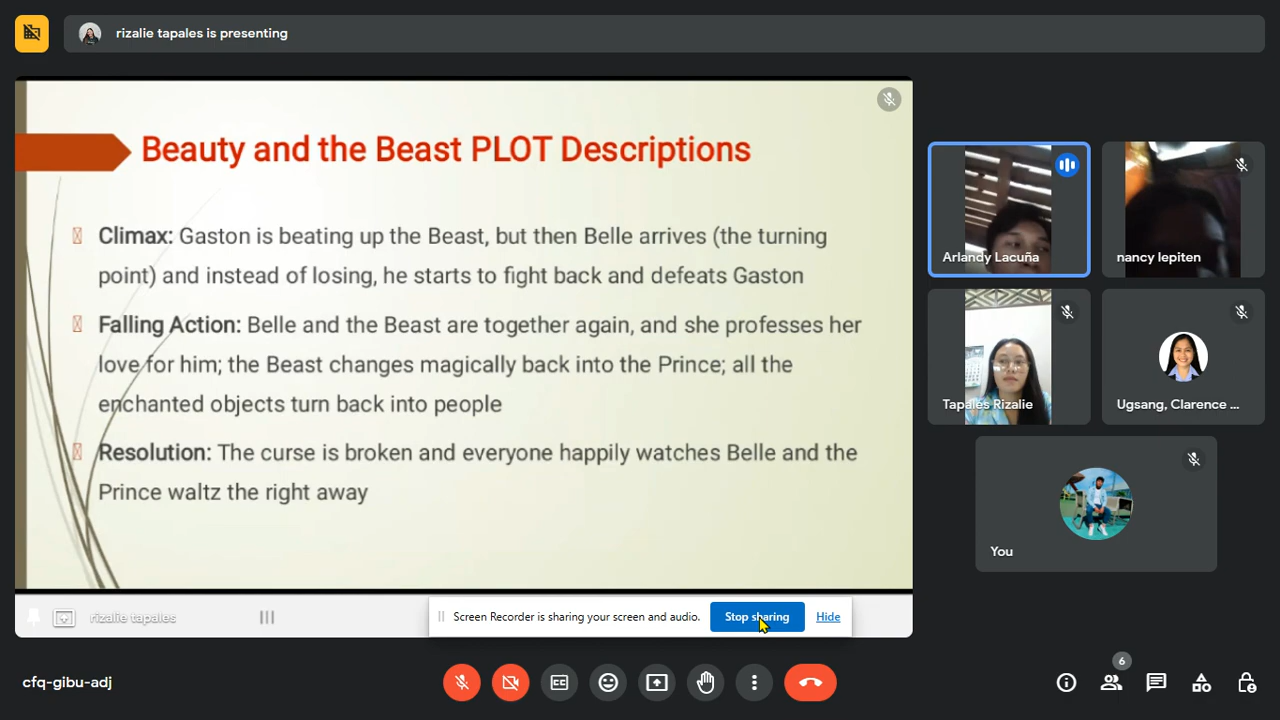 rizalie tapales is presenting
Beauty and the Beast PLOT Descriptions
Climax: Gaston is beating up the Beast, but then Belle arrives (the turning
point) and instead of losing, he starts to fight back and defeats Gaston
Falling Action: Belle and the Beast are together again, and she professes her
love for him; the Beast changes magically back into the Prince; all the
enchanted objects turn back into people
Resolution: The curse is broken and everyone happily watches Belle and the
Prince waltz the right away
rizalie tapales
Screen Recorder is sharing your screen and audio.
Stop sharing
Hide
Arlandy Lacuña
nancy lepiten
Tapales Rizalie
Ugsang, Clarence ...
You
cfq-gibu-adj
6